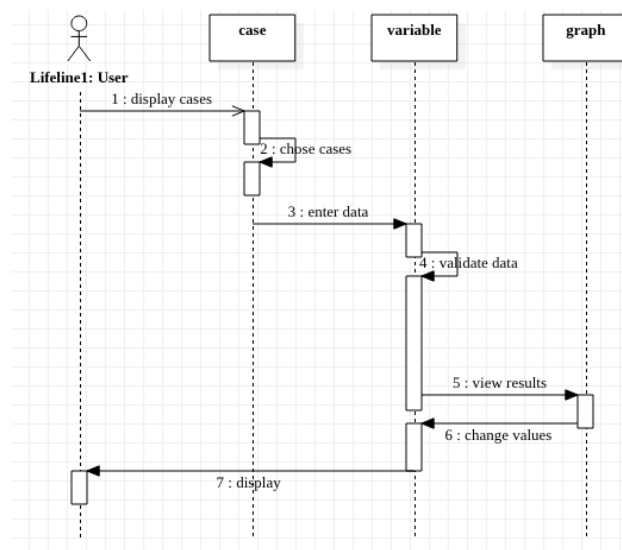 case
variable
graph
Lifeline1: User
1 : display cases
2 : chose cases
3 : enter data
4 : validate data
5 : view results
6 : change values
7 : display